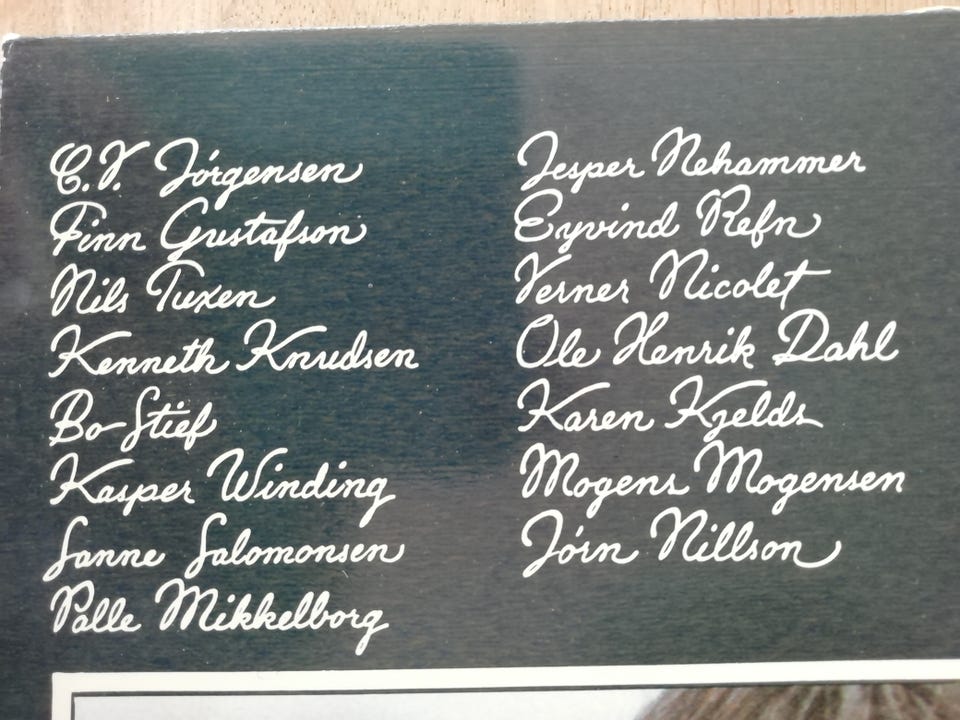 C.V. Jørgensen
Finn Gustafson
Nils Tuxen
Kenneth Knudsen
Bo Stief
Kasper Winding
Sanne Salomonsen
Palle Mikkelborg
Jesper Nehammer
Eyvind Refn
Verner Nicolet
Ole Henrik Dahl
Karen Kjelds
Mogens Mogensen
Jórn Nillson